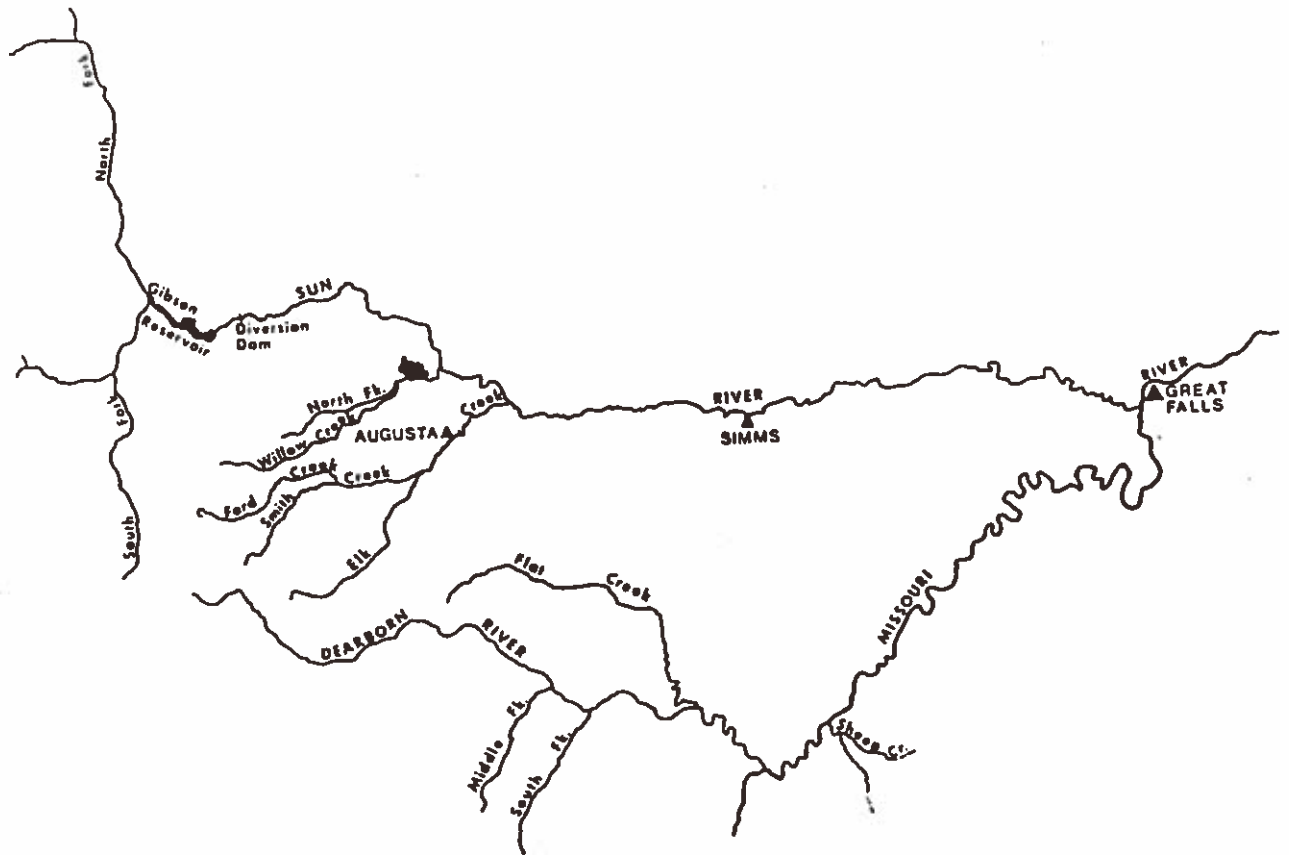 North Fork
Gibson
Reservoir
SUN
Diversion
Dam
North Fk.
Willow Creek
Creek
AUGUSTA
RIVER
SIMMS
RIVER
GREAT
FALLS
South Fork
Ford Creek
Smith Creek
Elk
Flat Creek
DEARBORN RIVER
MISSOURI
Middle Fk.
South Fk.
Sheep Cr.